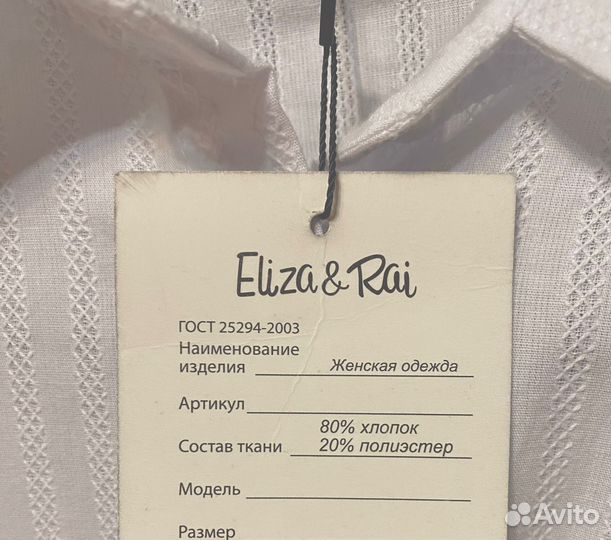 Eliza & Rai
ГОСТ 25294-2003
Наименование
изделия Женская одежда
Артикул
80% хлопок
Состав ткани 20% полиэстер
Модель
Размер
Avito